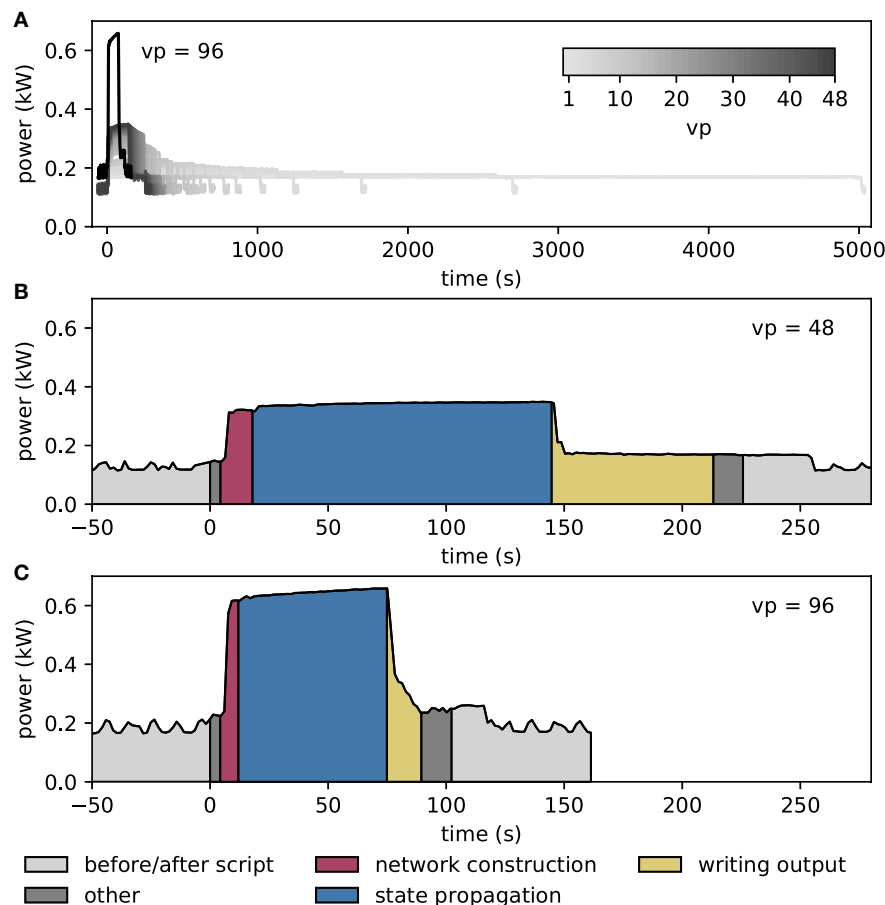 A
power (kW)
0.6
0.4
0.2
0.0
vp = 96
1 10 20 30 40 48
vp
0 1000 2000 3000 4000 5000
time (s)
B
power (kW)
0.6
0.4
0.2
0.0
vp = 48
−50 0 50 100 150 200 250
time (s)
C
power (kW)
0.6
0.4
0.2
0.0
vp = 96
−50 0 50 100 150 200 250
time (s)
before/after script network construction writing output
other state propagation